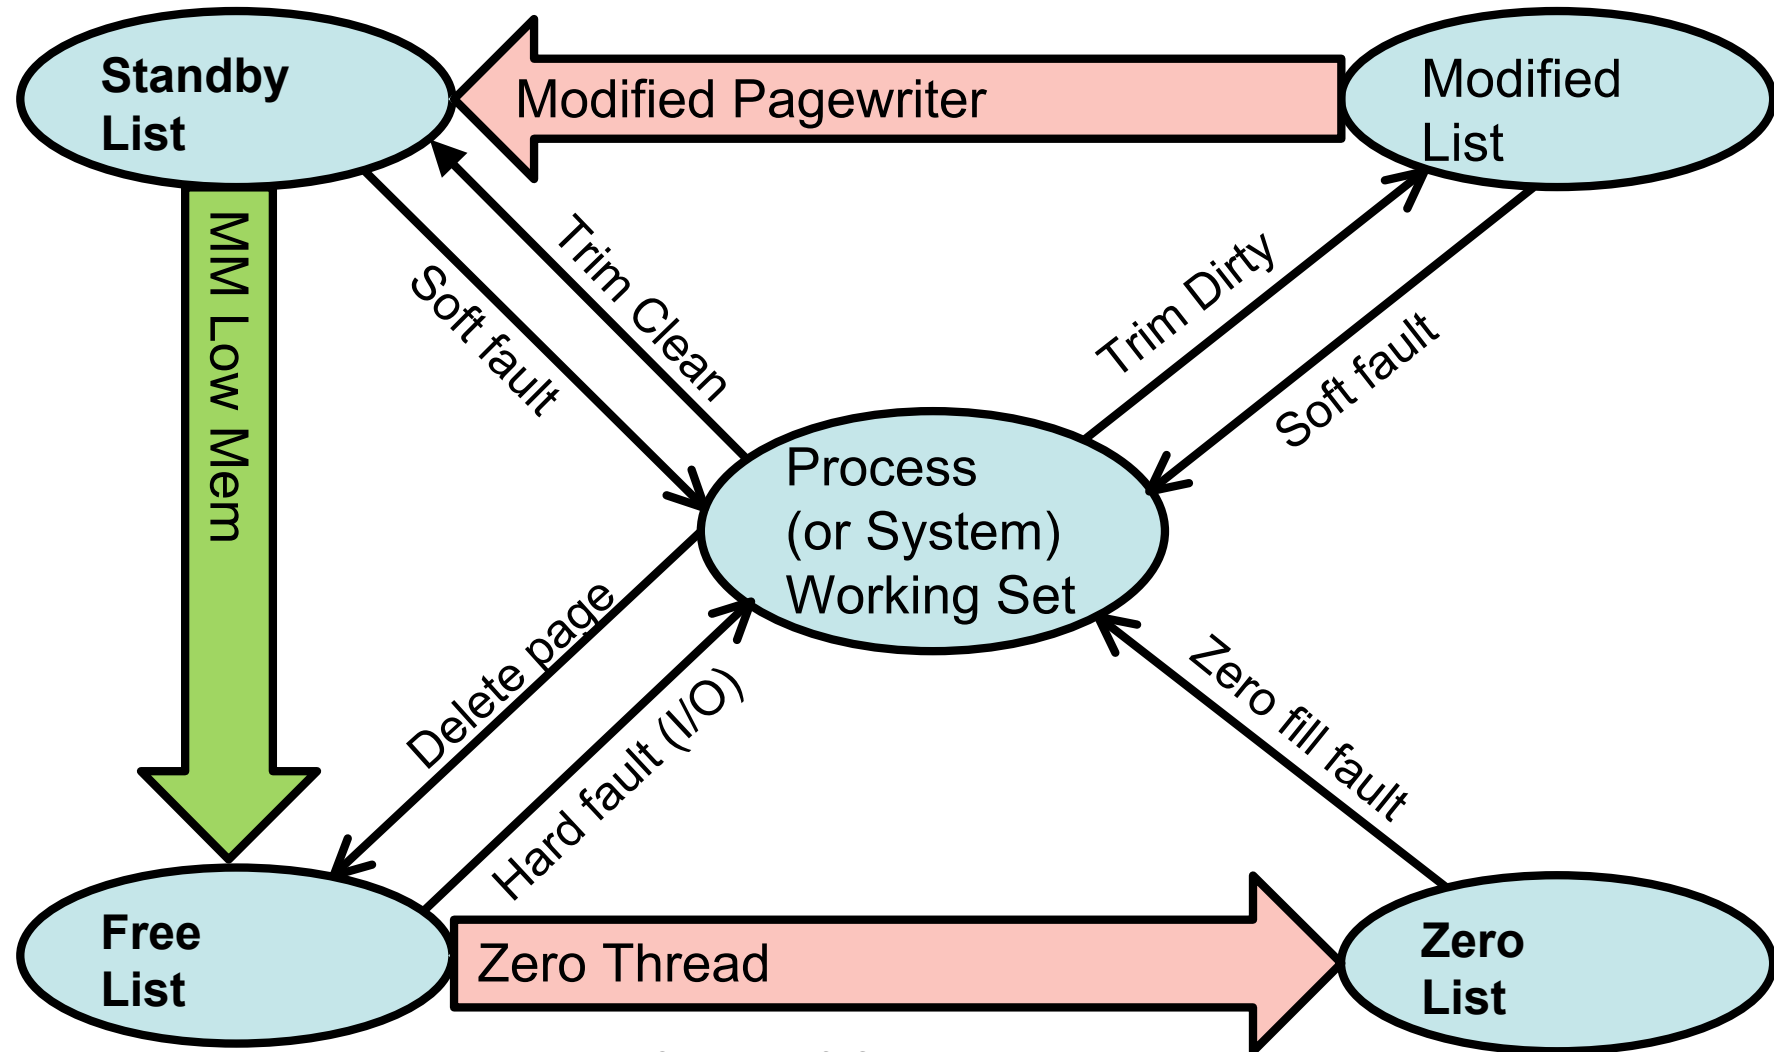 Standby
List
Modified Pagewriter
Modified
List
MM Low Mem
Soft fault
Trim Clean
Trim Dirty
Soft fault
Process
(or System)
Working Set
Delete page
Hard fault (I/O)
Zero fill fault
Free
List
Zero Thread
Zero
List